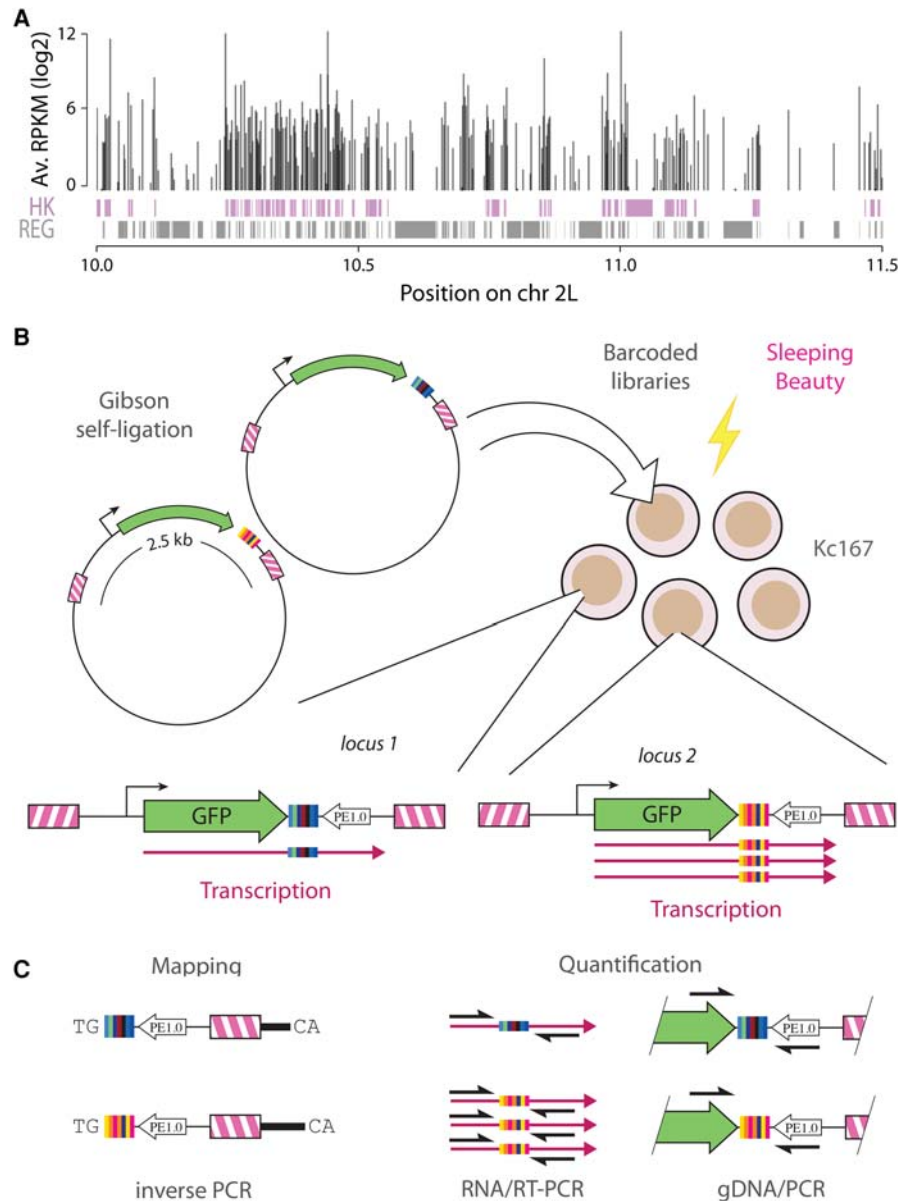 A
Av. RPKM (log2)
12
6
0
HK
REG
10.0
10.5
11.0
11.5
Position on chr 2L
B
Gibson
self-ligation
Barcoded
libraries
Sleeping
Beauty
2.5 kb
Kc167
locus 1
locus 2
GFP
PE1.0
GFP
PE1.0
Transcription
Transcription
C
Mapping
Quantification
TG
PE1.0
CA
PE1.0
TG
PE1.0
CA
PE1.0
inverse PCR
RNA/RT-PCR
gDNA/PCR